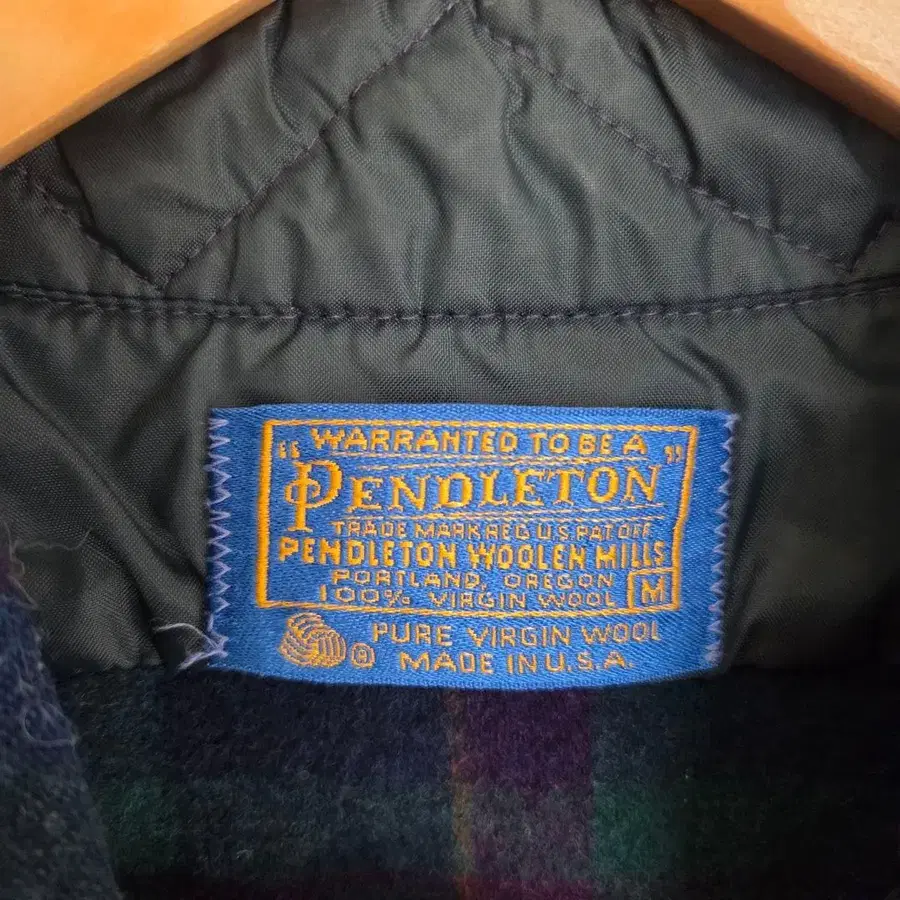 "WARRANTED TO BE A
PENDLETON"
TRADE MARK REG U.S PAT OFF
PENDLETON WOOLEN MILLS
PORTLAND, OREGON
100% VIRGIN WOOL M
® PURE VIRGIN WOOL
MADE IN U.S.A.